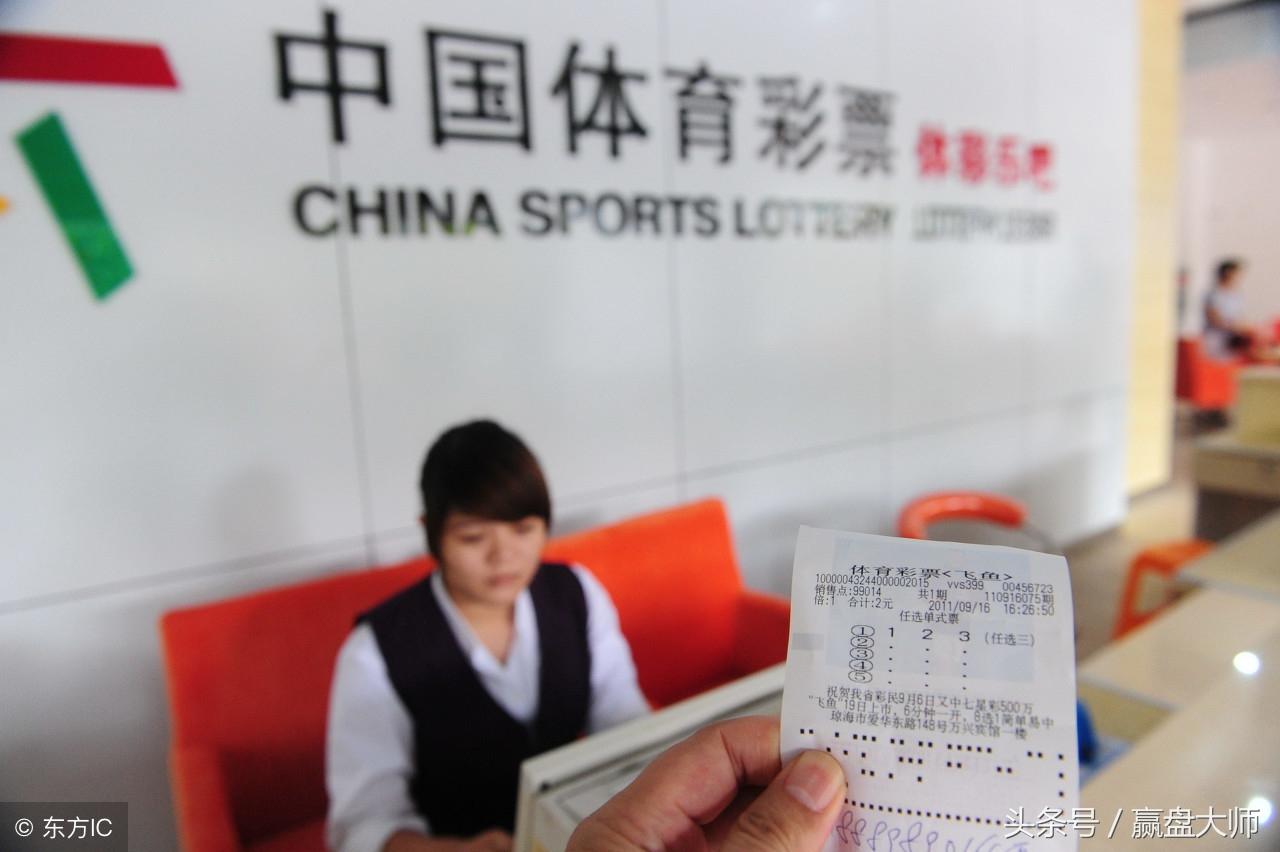 中国体育彩票 体彩乐吧
CHINA SPORTS LOTTERY LOTTERY
体育彩票<飞鱼>
10000043244000002015 vvs399 00456723
销售点:99014 共1期 110916075期
倍:1 合计:2元 2011/09/16 16:26:50
任选单式票
① 1 2 3 (任选三)
② . . .
③ . . .
④ . . .
⑤ . . .
祝贺我省彩民9月6日又中七星彩500万
"飞鱼"19日上市，6分钟一开，8选1简单易中
琼海市爱华东路148号万兴宾馆一楼
© 东方IC
头条号 / 赢盘大师